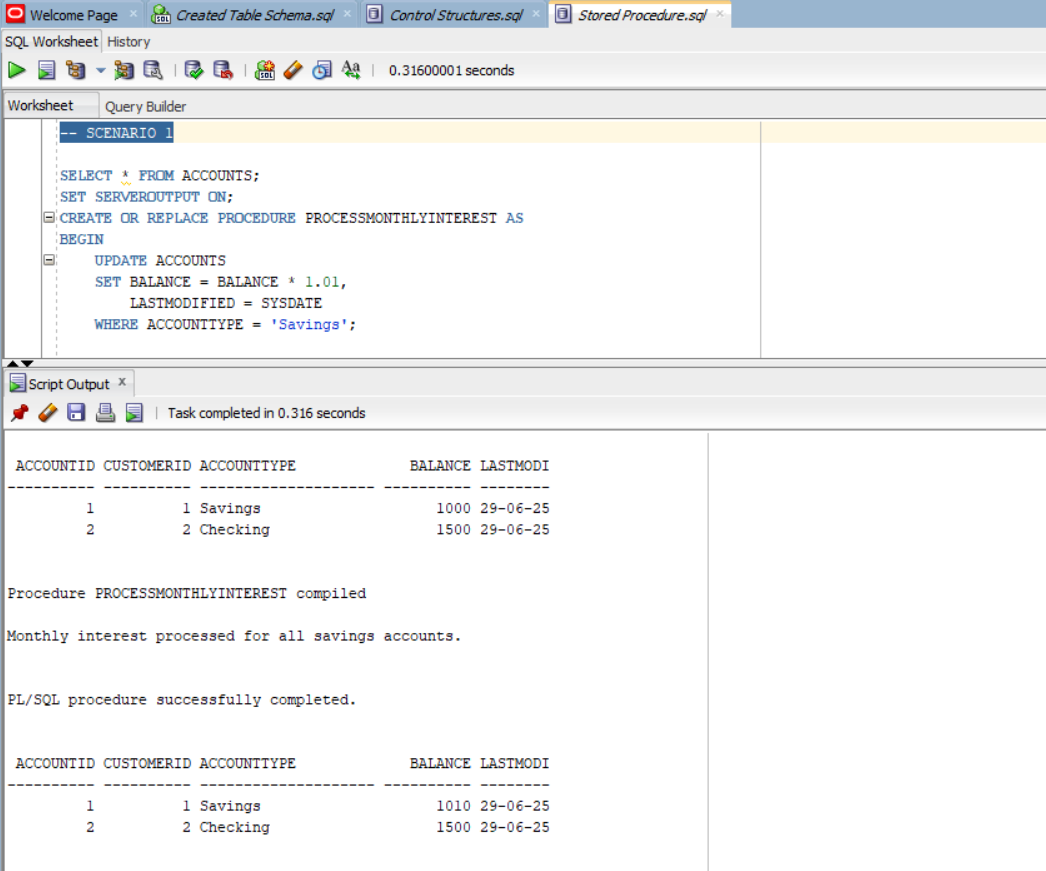 Welcome Page × Created Table Schema.sql × Control Structures.sql × Stored Procedure.sql ×
SQL Worksheet History
0.31600001 seconds
Worksheet Query Builder
-- SCENARIO 1
SELECT * FROM ACCOUNTS;
SET SERVEROUTPUT ON;
CREATE OR REPLACE PROCEDURE PROCESSMONTHLYINTEREST AS
BEGIN
    UPDATE ACCOUNTS
    SET BALANCE = BALANCE * 1.01,
        LASTMODIFIED = SYSDATE
    WHERE ACCOUNTTYPE = 'Savings';
Script Output ×
Task completed in 0.316 seconds
 ACCOUNTID CUSTOMERID ACCOUNTTYPE             BALANCE LASTMODI
---------- ---------- -------------------- ---------- --------
         1          1 Savings                    1000 29-06-25
         2          2 Checking                   1500 29-06-25
Procedure PROCESSMONTHLYINTEREST compiled
Monthly interest processed for all savings accounts.
PL/SQL procedure successfully completed.
 ACCOUNTID CUSTOMERID ACCOUNTTYPE             BALANCE LASTMODI
---------- ---------- -------------------- ---------- --------
         1          1 Savings                    1010 29-06-25
         2          2 Checking                   1500 29-06-25